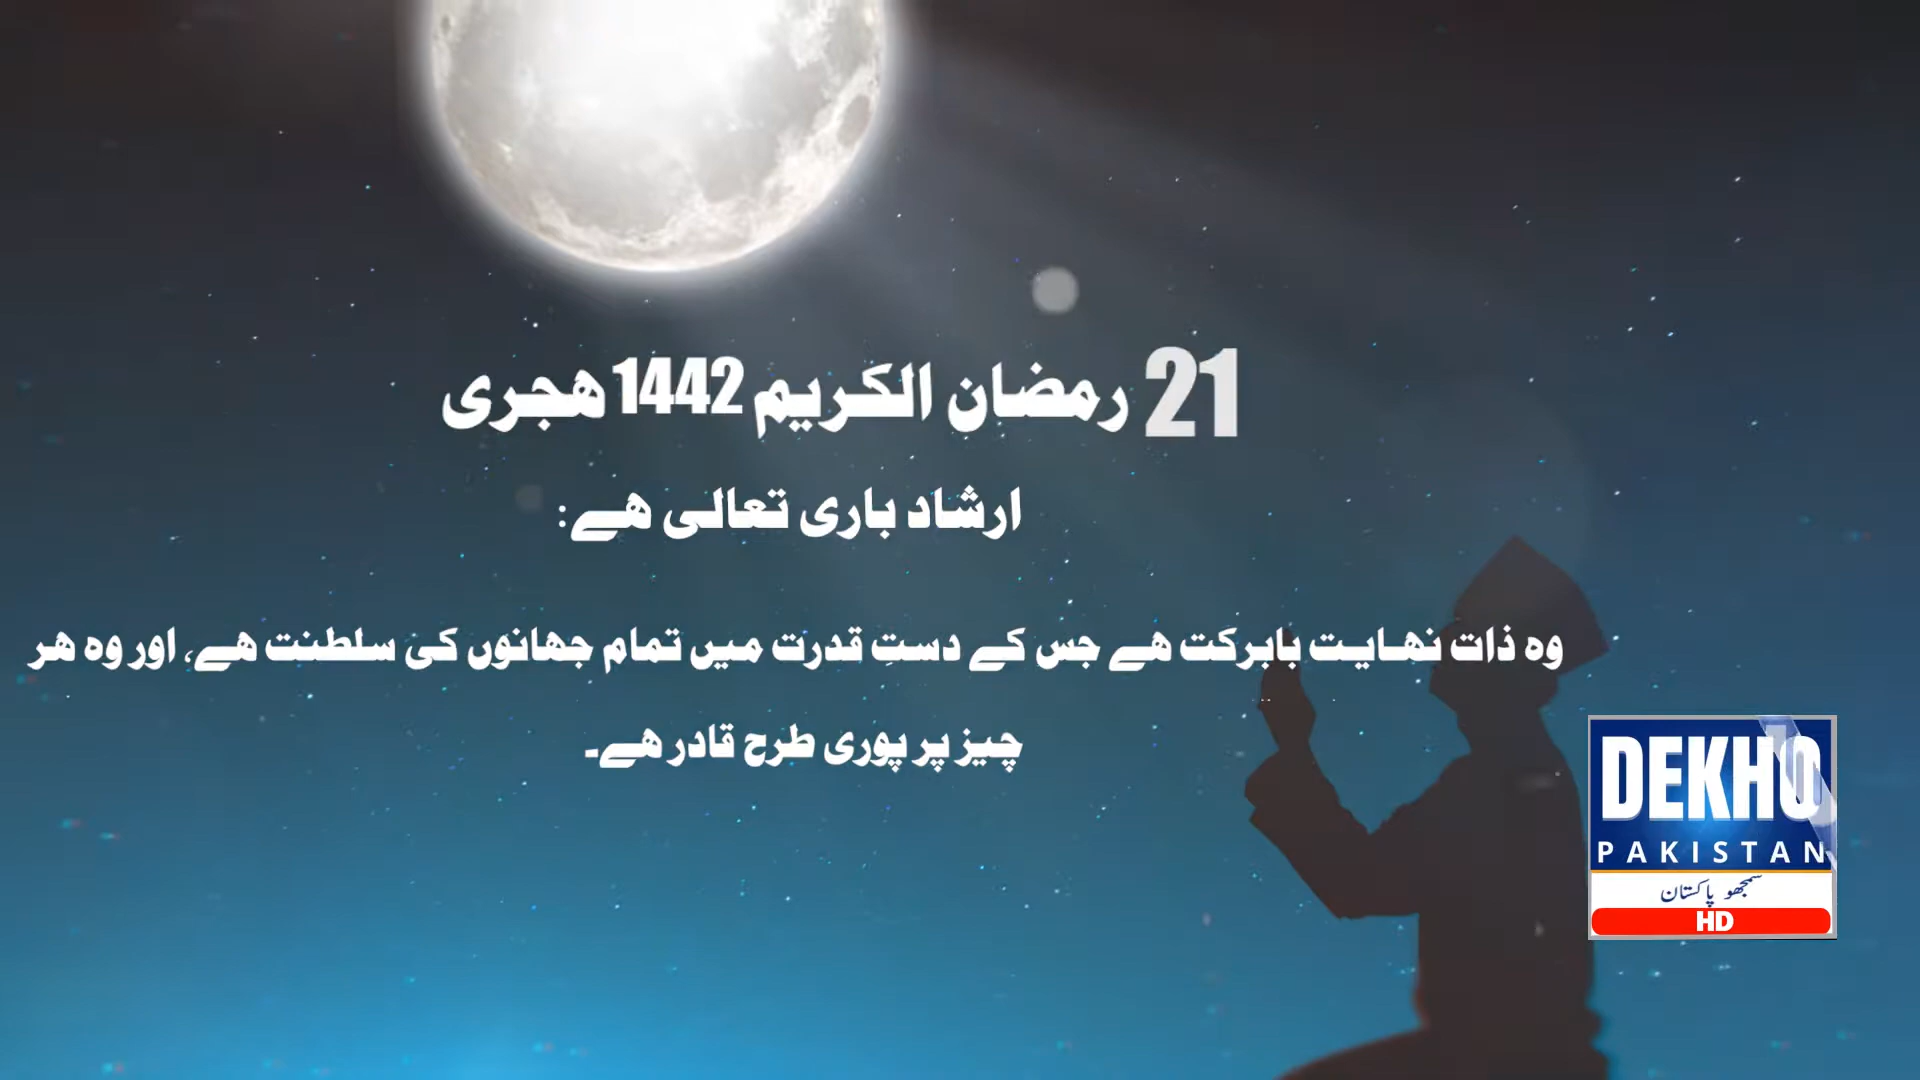 21 رمضان الکریم 1442 ھجری
ارشاد باری تعالی ھے:
وہ ذات نھایت بابرکت ھے جس کے دستِ قدرت میں تمام جھانوں کی سلطنت ھے، اور وہ ھر
چیز پر پوری طرح قادر ھے۔
DEKHO
PAKISTAN
سمجھو پاکستان
HD